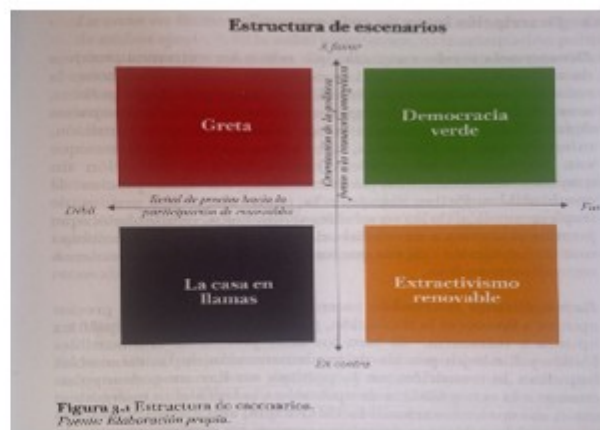 Estructura de escenarios
A favor
Greta
Democracia
verde
Orientación de la política
frente a la transición energética
Débil
Señal de precios hacia la
participación de renovables
La casa en
llamas
Extractivismo
renovable
En contra
Figura 3.1 Estructura de escenarios.
Fuente: Elaboración propia.